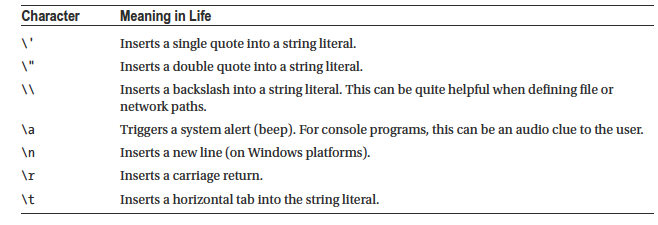 Character Meaning in Life
\' Inserts a single quote into a string literal.
\" Inserts a double quote into a string literal.
\\ Inserts a backslash into a string literal. This can be quite helpful when defining file or
network paths.
\a Triggers a system alert (beep). For console programs, this can be an audio clue to the user.
\n Inserts a new line (on Windows platforms).
\r Inserts a carriage return.
\t Inserts a horizontal tab into the string literal.